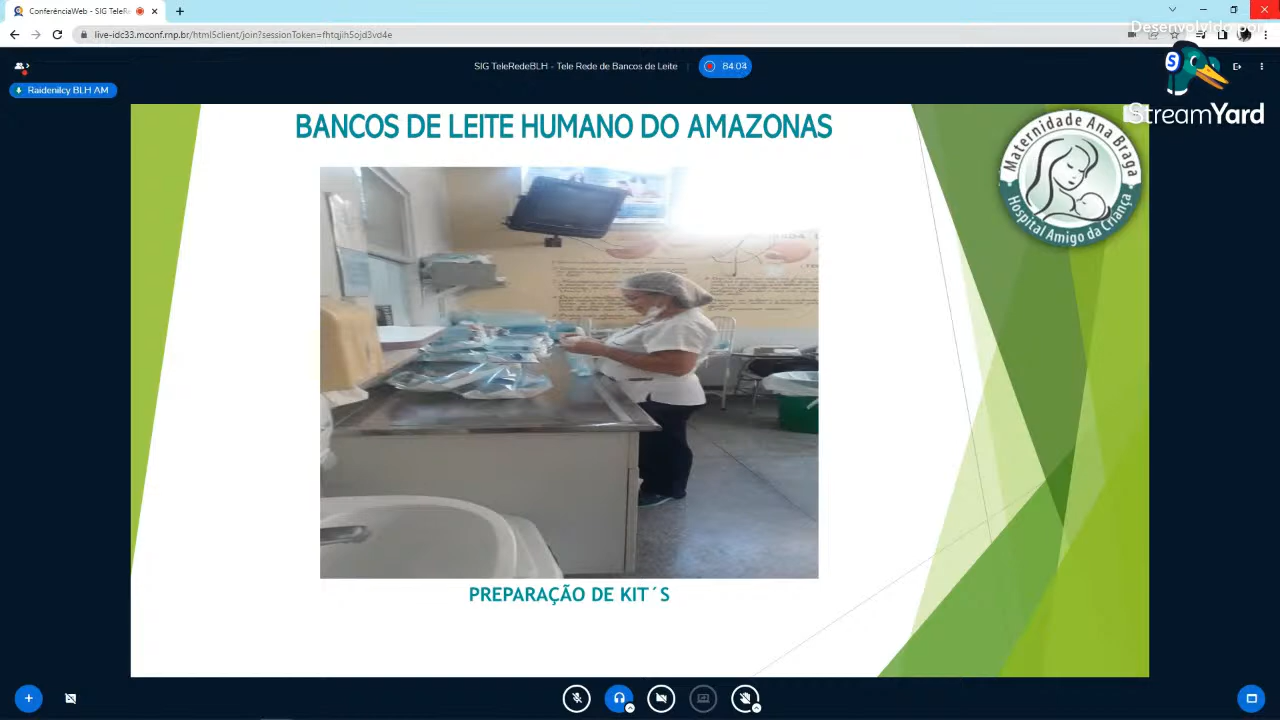 ConferênciaWeb - SIG TeleR
live-idc33.mconf.rnp.br/html5client/join?sessionToken=fhtqjih5ojd3vd4e
Desenvolvido por
StreamYard
SIG TeleRedeBLH - Tele Rede de Bancos de Leite
84:04
Raidenilcy BLH AM
BANCOS DE LEITE HUMANO DO AMAZONAS
Maternidade Ana Braga
Hospital Amigo da Criança
PREPARAÇÃO DE KIT´S